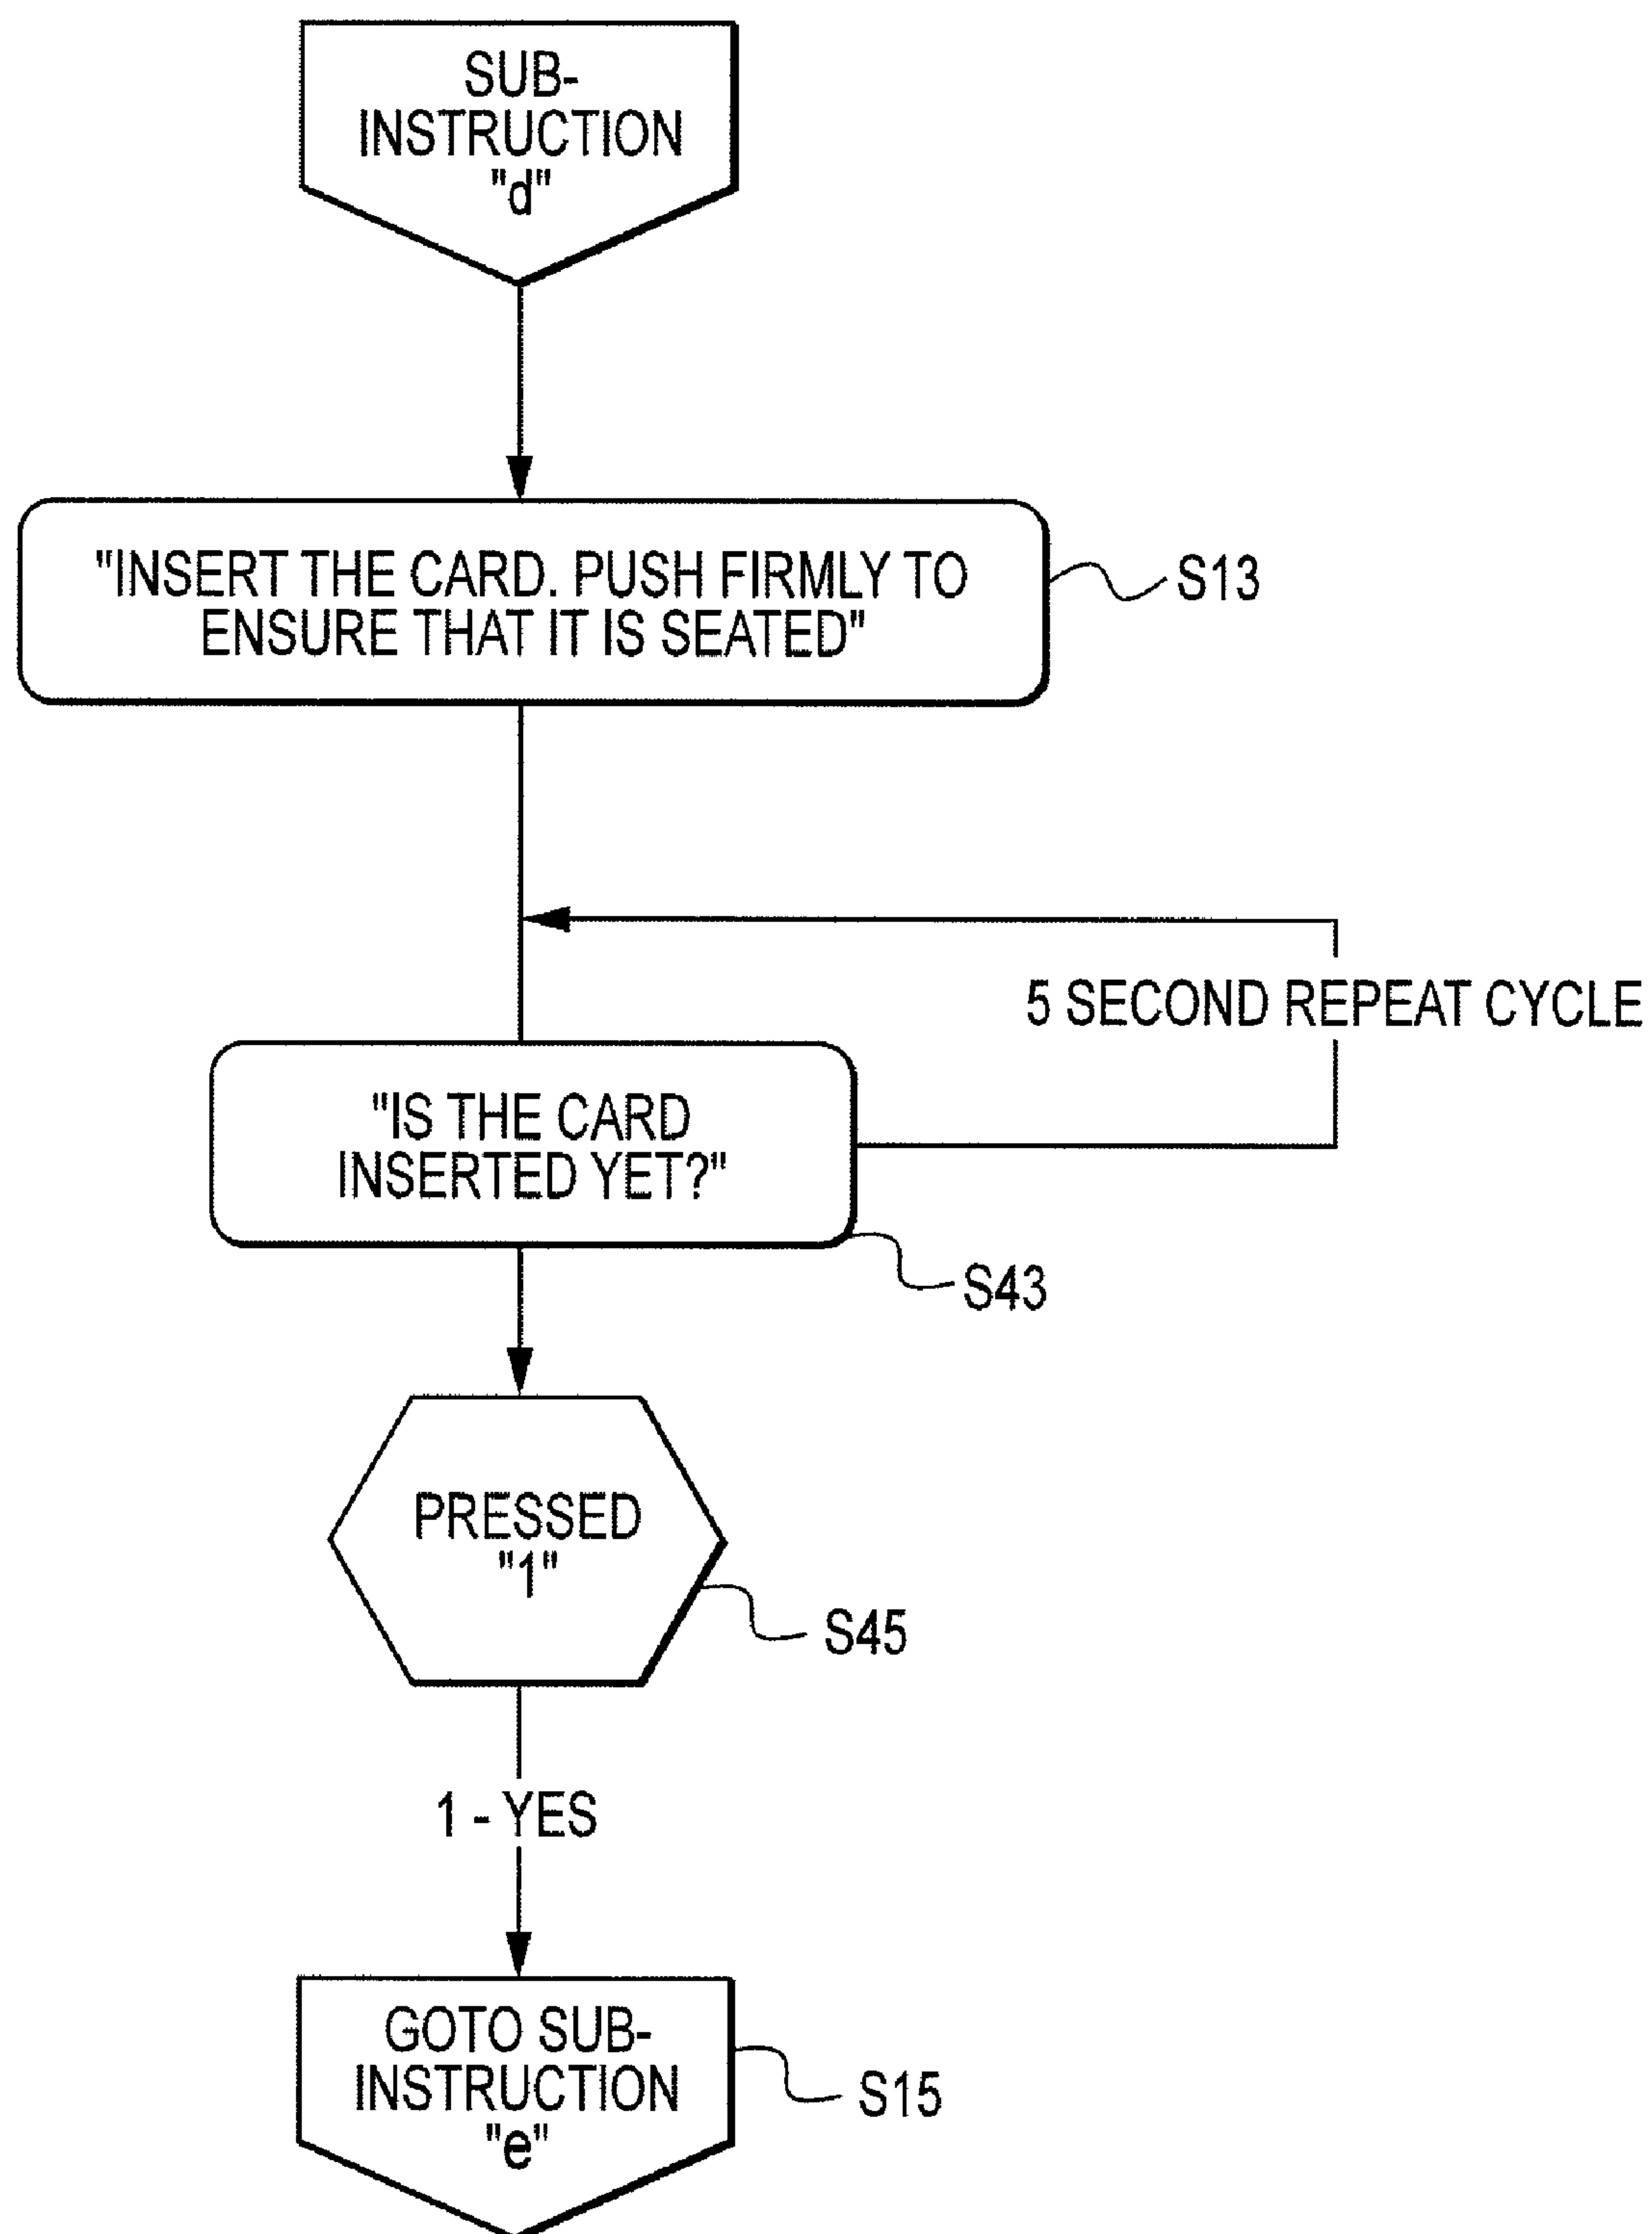 SUB-
INSTRUCTION
"d"
"INSERT THE CARD. PUSH FIRMLY TO
ENSURE THAT IT IS SEATED"
S13
5 SECOND REPEAT CYCLE
"IS THE CARD
INSERTED YET?"
S43
PRESSED
"1"
S45
1 - YES
GOTO SUB-
INSTRUCTION
"e"
S15